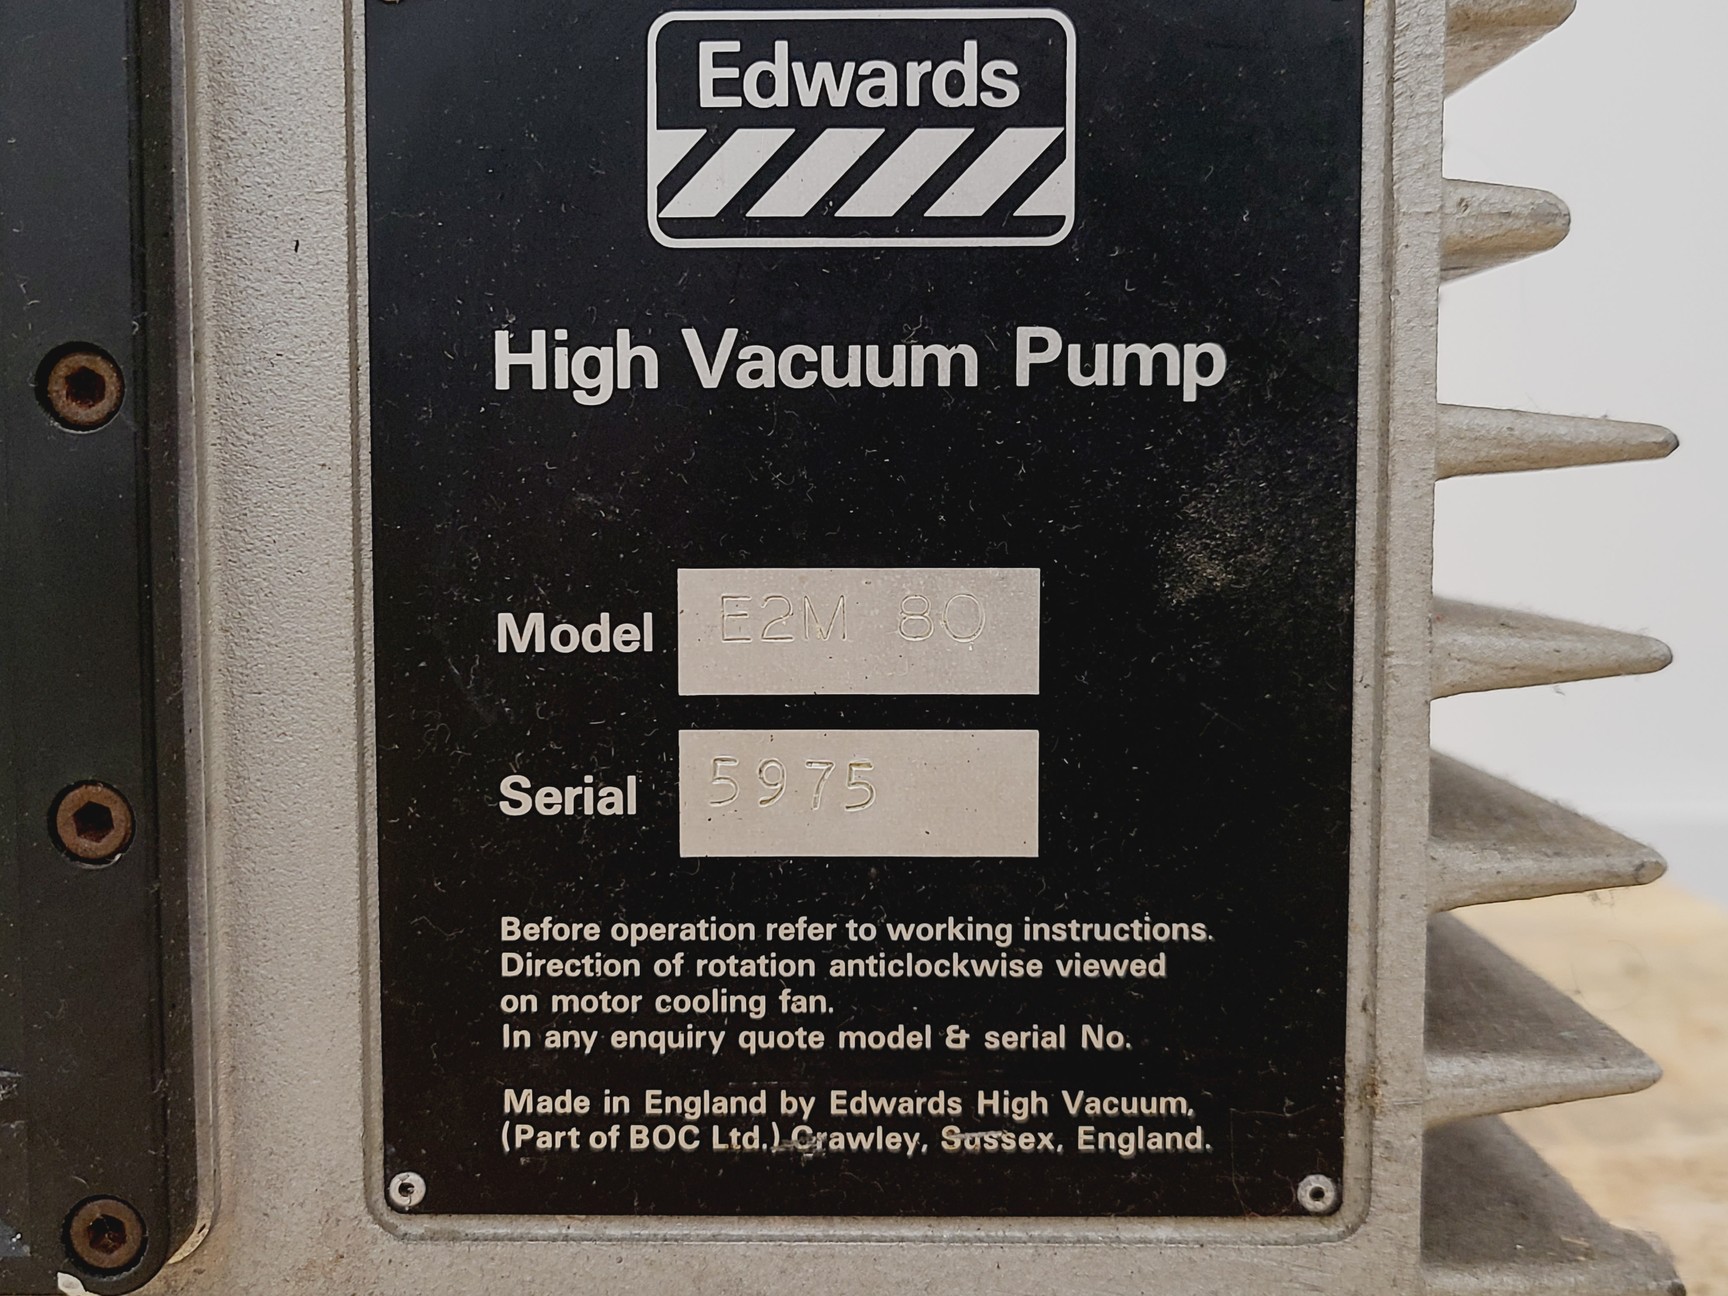 Edwards
High Vacuum Pump
Model E2M 80
Serial 5975
Before operation refer to working instructions.
Direction of rotation anticlockwise viewed
on motor cooling fan.
In any enquiry quote model & serial No.
Made in England by Edwards High Vacuum,
(Part of BOC Ltd.) Crawley, Sussex, England.